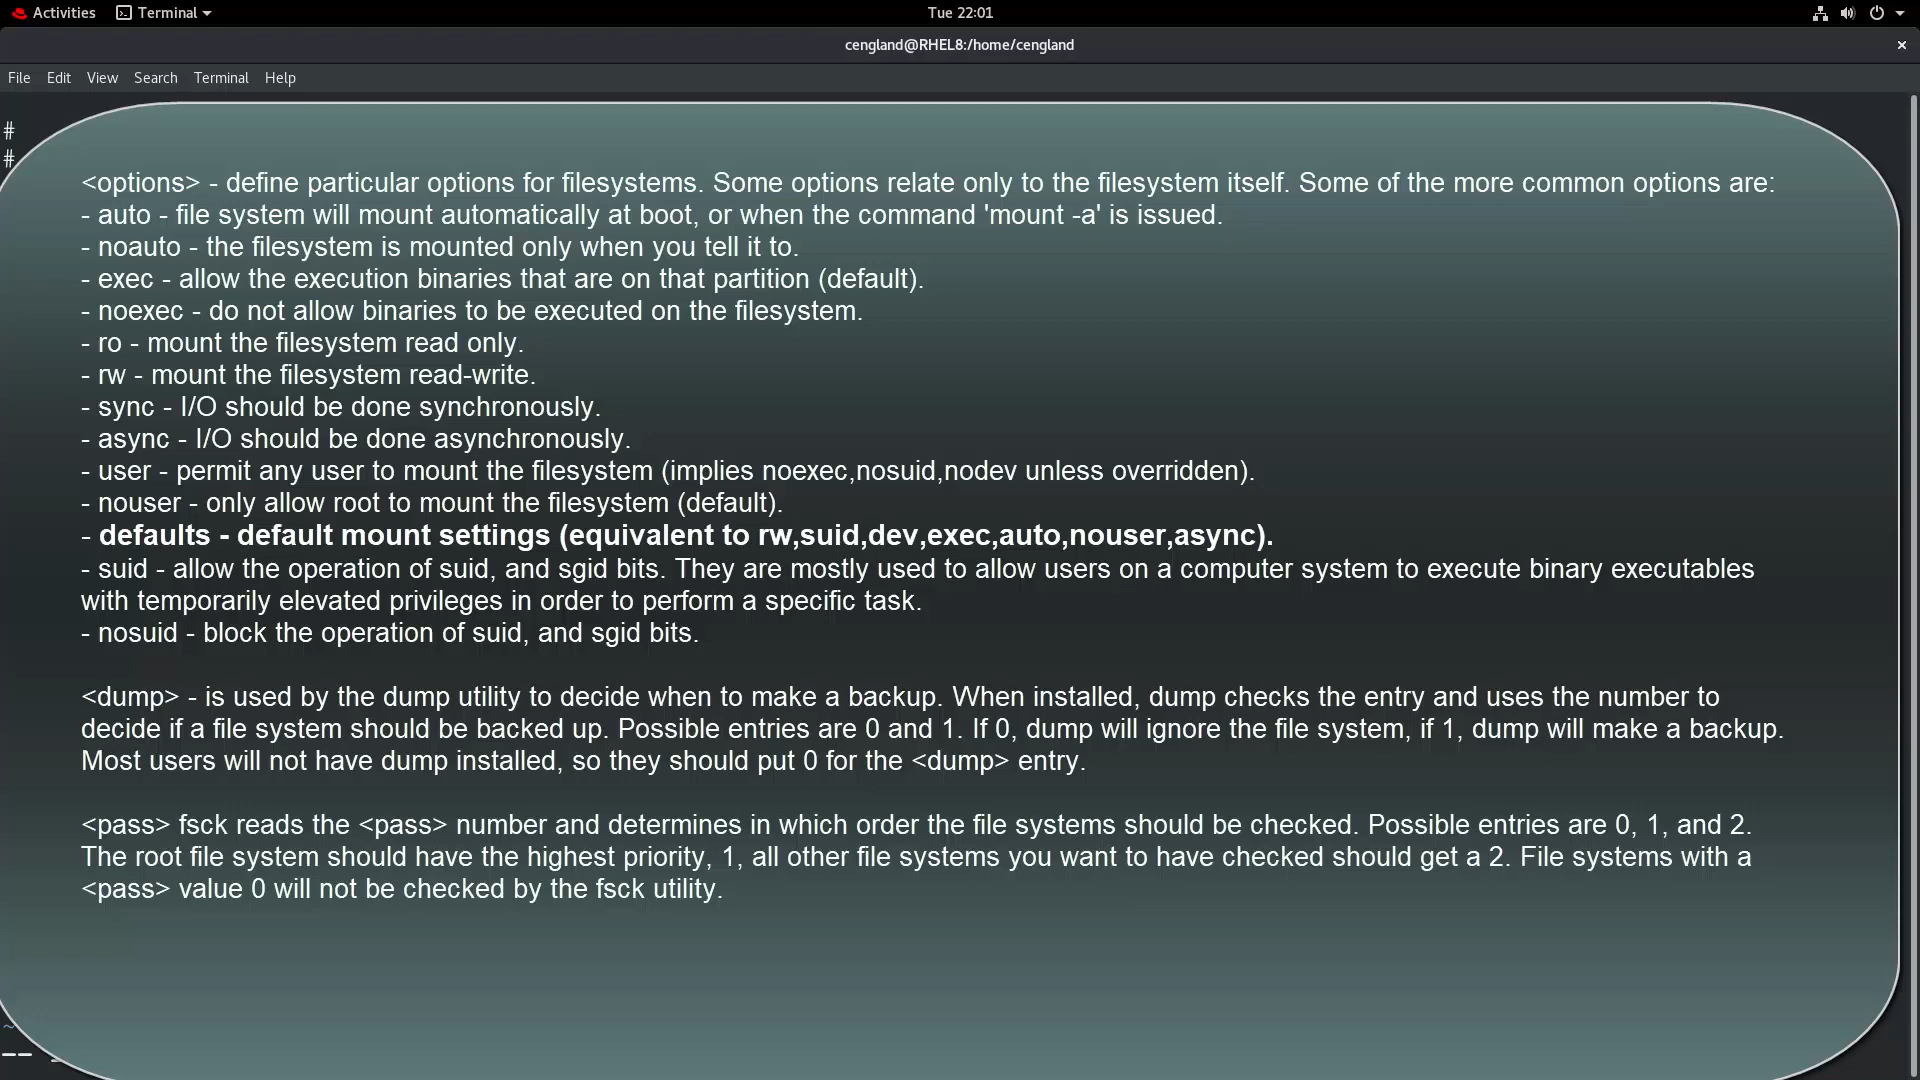 Activities Terminal Tue 22:01
cengland@RHEL8:/home/cengland ×
File Edit View Search Terminal Help
#
#
<options> - define particular options for filesystems. Some options relate only to the filesystem itself. Some of the more common options are:
- auto - file system will mount automatically at boot, or when the command 'mount -a' is issued.
- noauto - the filesystem is mounted only when you tell it to.
- exec - allow the execution binaries that are on that partition (default).
- noexec - do not allow binaries to be executed on the filesystem.
- ro - mount the filesystem read only.
- rw - mount the filesystem read-write.
- sync - I/O should be done synchronously.
- async - I/O should be done asynchronously.
- user - permit any user to mount the filesystem (implies noexec,nosuid,nodev unless overridden).
- nouser - only allow root to mount the filesystem (default).
- defaults - default mount settings (equivalent to rw,suid,dev,exec,auto,nouser,async).
- suid - allow the operation of suid, and sgid bits. They are mostly used to allow users on a computer system to execute binary executables
with temporarily elevated privileges in order to perform a specific task.
- nosuid - block the operation of suid, and sgid bits.
<dump> - is used by the dump utility to decide when to make a backup. When installed, dump checks the entry and uses the number to
decide if a file system should be backed up. Possible entries are 0 and 1. If 0, dump will ignore the file system, if 1, dump will make a backup.
Most users will not have dump installed, so they should put 0 for the <dump> entry.
<pass> fsck reads the <pass> number and determines in which order the file systems should be checked. Possible entries are 0, 1, and 2.
The root file system should have the highest priority, 1, all other file systems you want to have checked should get a 2. File systems with a
<pass> value 0 will not be checked by the fsck utility.
~
--